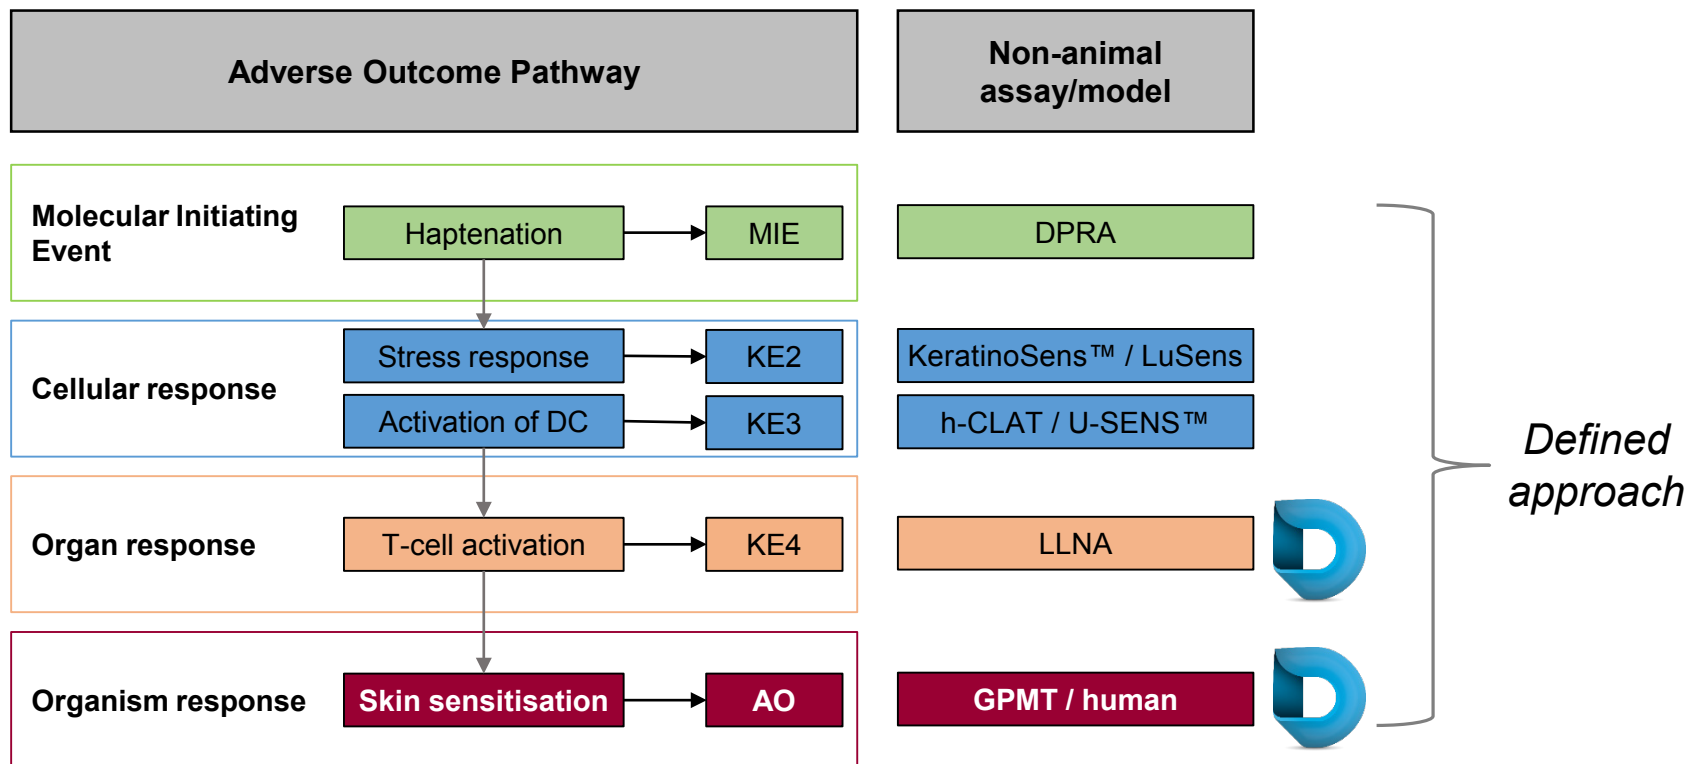 Adverse Outcome Pathway
Non-animal
assay/model
Molecular Initiating
Event
Haptenation
MIE
DPRA
Cellular response
Stress response
KE2
KeratinoSens™ / LuSens
Activation of DC
KE3
h-CLAT / U-SENS™
Defined
approach
Organ response
T-cell activation
KE4
LLNA
Organism response
Skin sensitisation
AO
GPMT / human